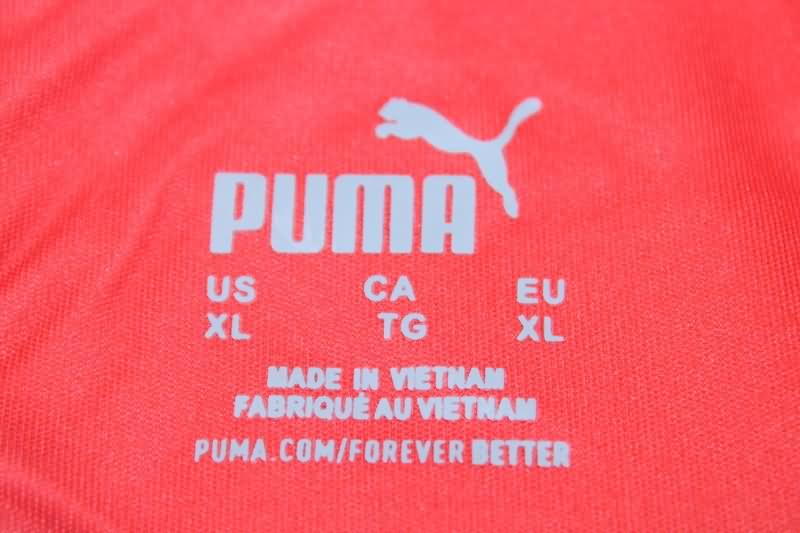 PUMA
US CA EU
XL TG XL
MADE IN VIETNAM
FABRIQUÉ AU VIETNAM
PUMA.COM/FOREVER BETTER